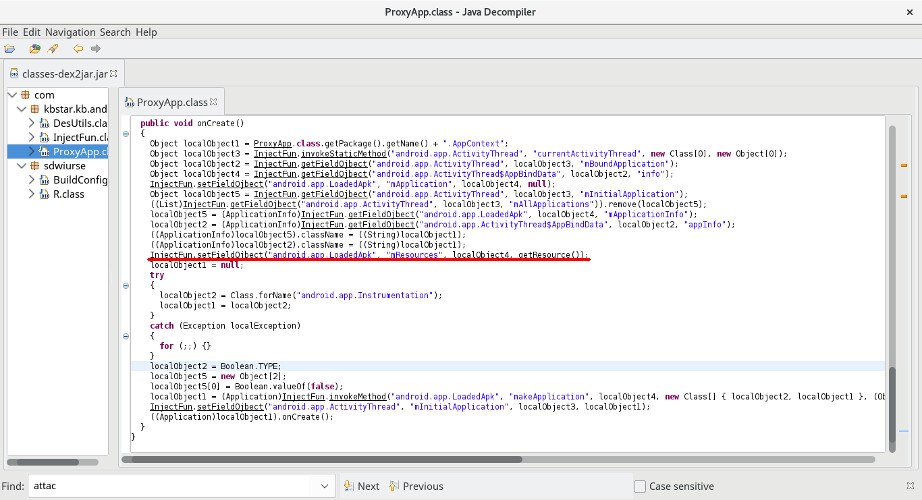 ProxyApp.class - Java Decompiler
File Edit Navigation Search Help
classes-dex2jar.jar
com
kbstar.kb.and
DesUtils.cla
InjectFun.cla
ProxyApp.cl
sdwiurse
BuildConfig
R.class
ProxyApp.class
public void onCreate()
{
Object localObject1 = ProxyApp.class.getPackage().getName() + ".AppContext";
Object localObject3 = InjectFun.invokeStaticMethod("android.app.ActivityThread", "currentActivityThread", new Class[0], new Object[0]);
Object localObject2 = InjectFun.getFieldOjbect("android.app.ActivityThread", localObject3, "mBoundApplication");
Object localObject4 = InjectFun.getFieldOjbect("android.app.ActivityThread$AppBindData", localObject2, "info");
InjectFun.setFieldOjbect("android.app.LoadedApk", "mApplication", localObject4, null);
Object localObject5 = InjectFun.getFieldOjbect("android.app.ActivityThread", localObject3, "mInitialApplication");
((List)InjectFun.getFieldOjbect("android.app.ActivityThread", localObject3, "mAllApplications")).remove(localObject5);
localObject5 = (ApplicationInfo)InjectFun.getFieldOjbect("android.app.LoadedApk", localObject4, "mApplicationInfo");
localObject2 = (ApplicationInfo)InjectFun.getFieldOjbect("android.app.ActivityThread$AppBindData", localObject2, "appInfo");
((ApplicationInfo)localObject5).className = ((String)localObject1);
((ApplicationInfo)localObject2).className = ((String)localObject1);
InjectFun.setFieldOjbect("android.app.LoadedApk", "mResources", localObject4, getResource());
localObject1 = null;
try
{
localObject2 = Class.forName("android.app.Instrumentation");
localObject1 = localObject2;
}
catch (Exception localException)
{
for (;;) {}
}
localObject2 = Boolean.TYPE;
localObject5 = new Object[2];
localObject5[0] = Boolean.valueOf(false);
localObject1 = (Application)InjectFun.invokeMethod("android.app.LoadedApk", "makeApplication", localObject4, new Class[] { localObject2, localObject1 }, (Ob
InjectFun.setFieldOjbect("android.app.ActivityThread", "mInitialApplication", localObject3, localObject1);
((Application)localObject1).onCreate();
}
}
Find: attac Next Previous Case sensitive